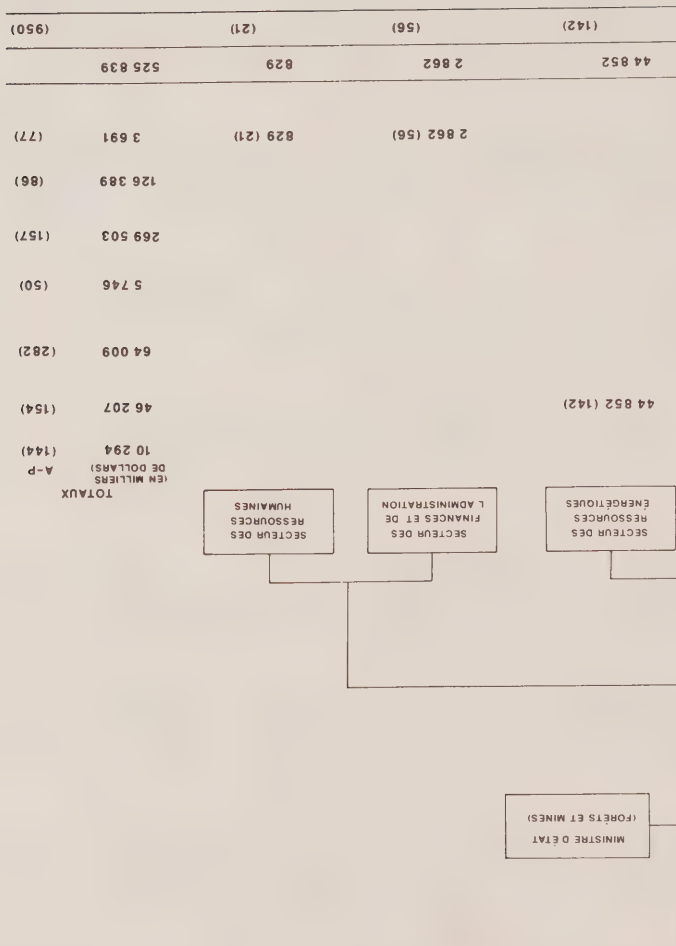 MINISTRE D ÉTAT
(FORÊTS ET MINES)
SECTEUR DES
RESSOURCES
ÉNERGÉTIQUES
SECTEUR DES
FINANCES ET DE
L ADMINISTRATION
SECTEUR DES
RESSOURCES
HUMAINES
TOTAUX
(EN MILLIERS
DE DOLLARS) A-P
10 294 (144)
44 852 (142) 46 207 (154)
64 009 (282)
5 746 (50)
269 503 (157)
126 389 (86)
2 862 (56) 829 (21) 3 691 (77)
44 852 2 862 829 525 839
(142) (56) (21) (950)